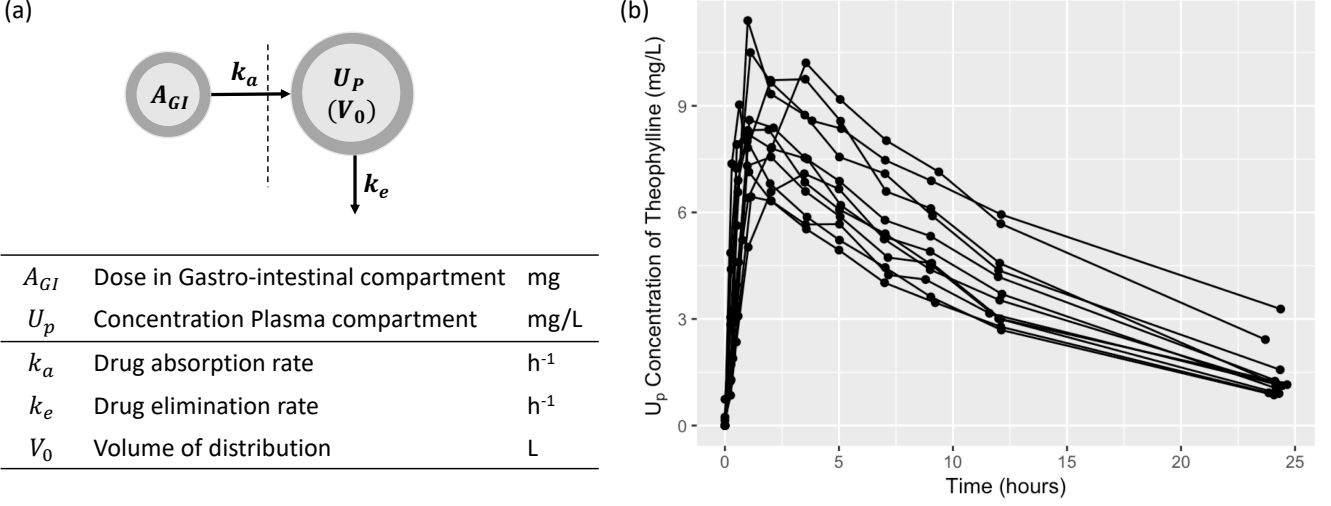 (a)
A_GI
k_a
U_P
(V_0)
k_e
A_GI Dose in Gastro-intestinal compartment mg
U_p Concentration Plasma compartment mg/L
k_a Drug absorption rate h^-1
k_e Drug elimination rate h^-1
V_0 Volume of distribution L
(b)
U_p Concentration of Theophylline (mg/L)
9
6
3
0
0 5 10 15 20 25
Time (hours)